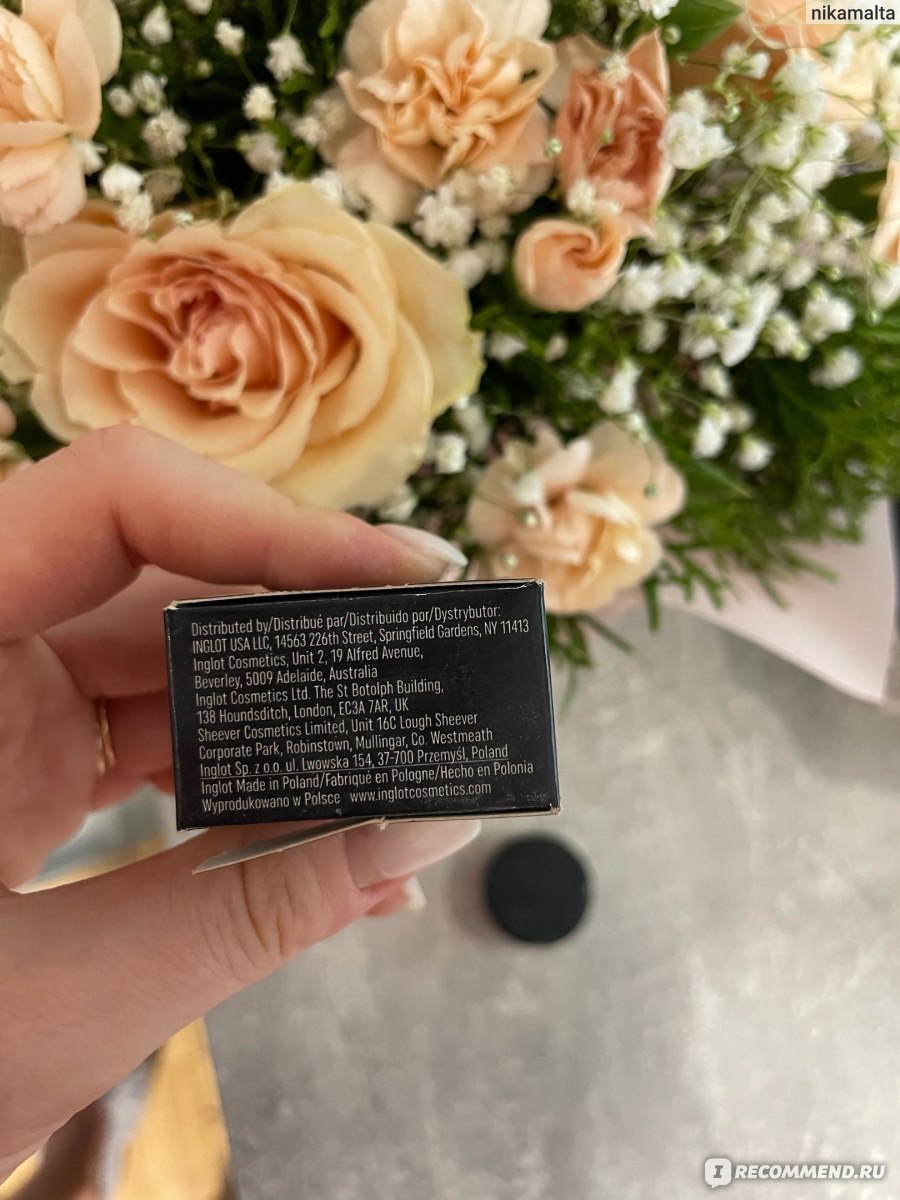 nikamalta
Distributed by/Distribué par/Distribuido por/Dystrybutor:
INGLOT USA LLC, 14563 226th Street, Springfield Gardens, NY 11413
Inglot Cosmetics, Unit 2, 19 Alfred Avenue,
Beverley, 5009 Adelaide, Australia
Inglot Cosmetics Ltd. The St Botolph Building,
138 Houndsditch, London, EC3A 7AR, UK
Sheever Cosmetics Limited, Unit 16C Lough Sheever
Corporate Park, Robinstown, Mullingar, Co. Westmeath
Inglot Sp. z o.o. ul. Lwowska 154, 37-700 Przemyśl, Poland
Inglot Made in Poland/Fabriqué en Pologne/Hecho en Polonia
Wyprodukowano w Polsce www.inglotcosmetics.com
I RECOMMEND.RU